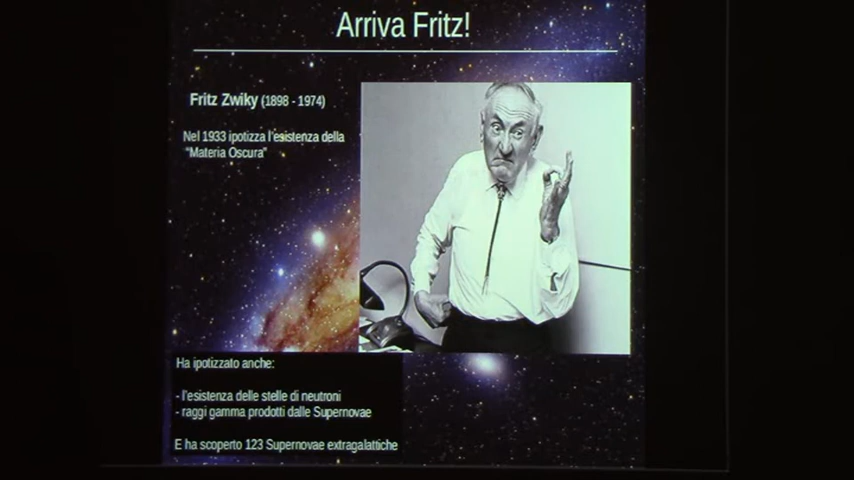 Arriva Fritz!
Fritz Zwiky (1898 - 1974)
Nel 1933 ipotizza l'esistenza della
"Materia Oscura"
Ha ipotizzato anche:
- l'esistenza delle stelle di neutroni
- raggi gamma prodotti dalle Supernovae
E ha scoperto 123 Supernovae extragalattiche